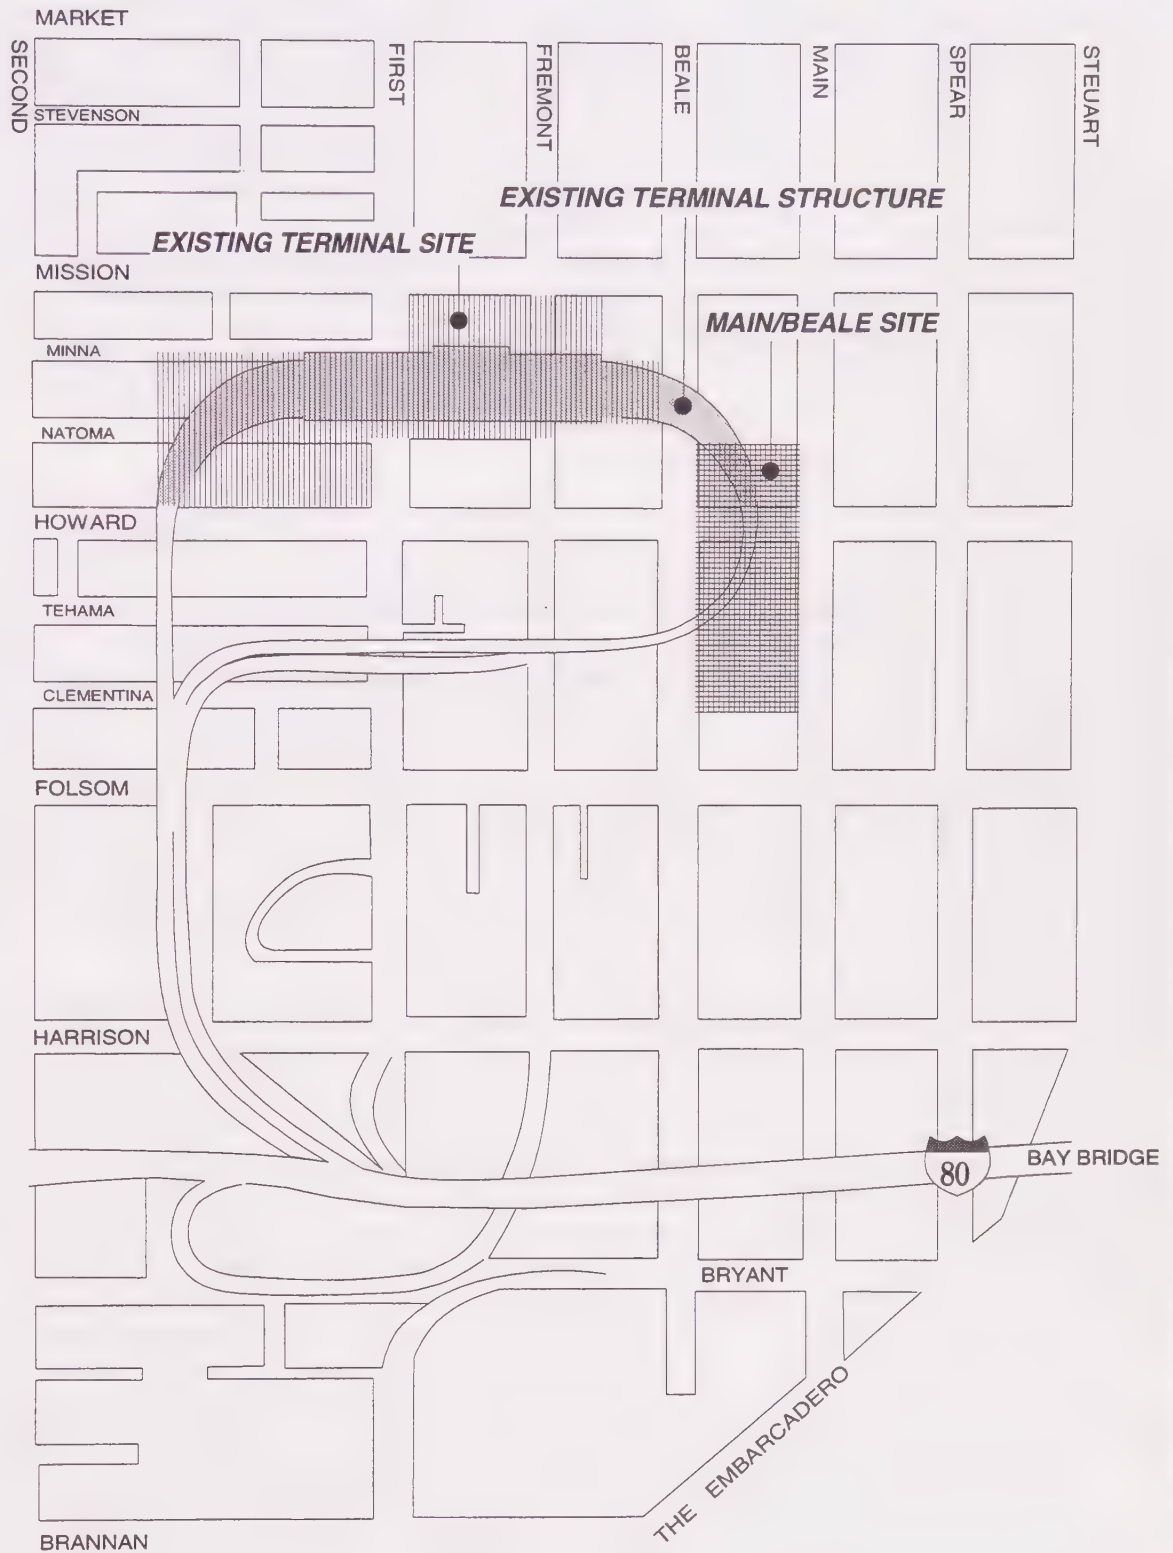 MARKET
SECOND
FIRST
FREMONT
BEALE
MAIN
SPEAR
STEUART
STEVENSON
EXISTING TERMINAL STRUCTURE
EXISTING TERMINAL SITE
MISSION
MAIN/BEALE SITE
MINNA
NATOMA
HOWARD
TEHAMA
CLEMENTINA
FOLSOM
HARRISON
80
BAY BRIDGE
BRYANT
THE EMBARCADERO
BRANNAN